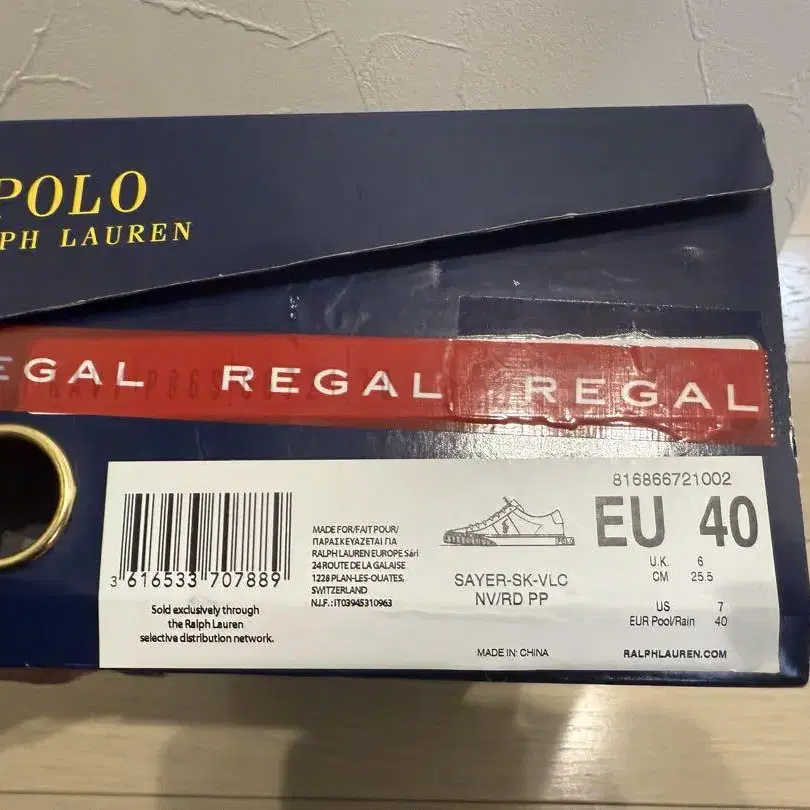 POLO
PH LAUREN
EGAL REGAL REGAL
816866721002
EU 40
U.K. 6
CM 25.5
US 7
EUR Pool/Rain 40
RALPHLAUREN.COM
SAYER-SK-VLC
NV/RD PP
MADE IN: CHINA
MADE FOR/FAIT POUR/
ΠΑΡΑΣΚΕΥΑΖΕΤΑΙ ΓΙΑ
RALPH LAUREN EUROPE Sàrl
24 ROUTE DE LA GALAISE
1228 PLAN-LES-OUATES,
SWITZERLAND
N.I.F.: IT03945310963
3 616533 707889
Sold exclusively through
the Ralph Lauren
selective distribution network.